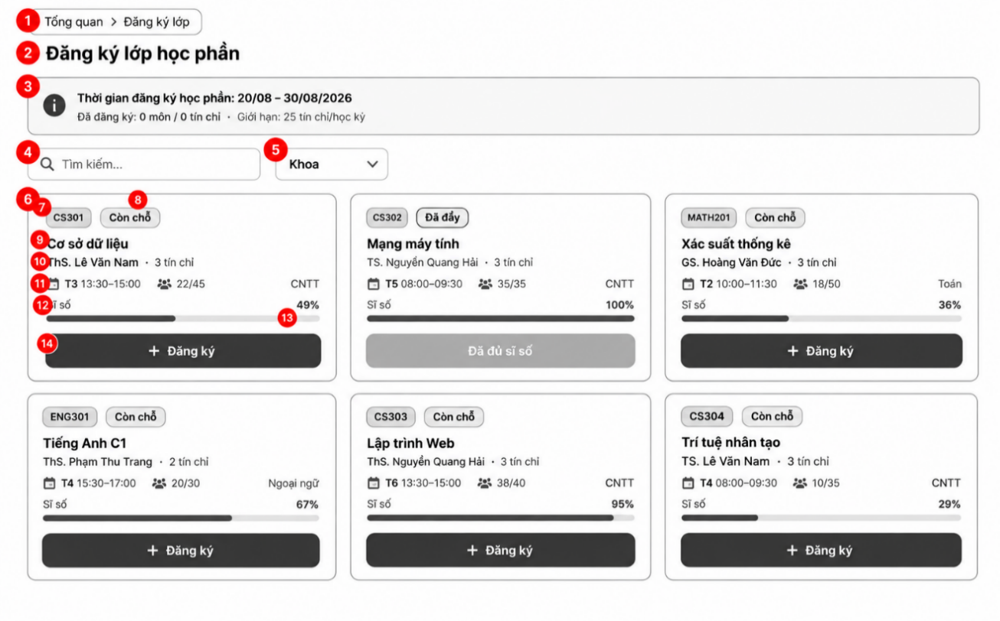 1 Tổng quan > Đăng ký lớp
2 Đăng ký lớp học phần
3
i Thời gian đăng ký học phần: 20/08 – 30/08/2026
Đã đăng ký: 0 môn / 0 tín chỉ · Giới hạn: 25 tín chỉ/học kỳ
4 Tìm kiếm...
5 Khoa
6
7 CS301 8 Còn chỗ
9 Cơ sở dữ liệu
10 ThS. Lê Văn Nam · 3 tín chỉ
11 T3 13:30–15:00 22/45 CNTT
12 Sĩ số 49%
13
14 + Đăng ký
CS302 Đã đầy
Mạng máy tính
TS. Nguyễn Quang Hải · 3 tín chỉ
T5 08:00–09:30 35/35 CNTT
Sĩ số 100%
Đã đủ sĩ số
MATH201 Còn chỗ
Xác suất thống kê
GS. Hoàng Văn Đức · 3 tín chỉ
T2 10:00–11:30 18/50 Toán
Sĩ số 36%
+ Đăng ký
ENG301 Còn chỗ
Tiếng Anh C1
ThS. Phạm Thu Trang · 2 tín chỉ
T4 15:30–17:00 20/30 Ngoại ngữ
Sĩ số 67%
+ Đăng ký
CS303 Còn chỗ
Lập trình Web
ThS. Nguyễn Quang Hải · 3 tín chỉ
T6 13:30–15:00 38/40 CNTT
Sĩ số 95%
+ Đăng ký
CS304 Còn chỗ
Trí tuệ nhân tạo
TS. Lê Văn Nam · 3 tín chỉ
T4 08:00–09:30 10/35 CNTT
Sĩ số 29%
+ Đăng ký